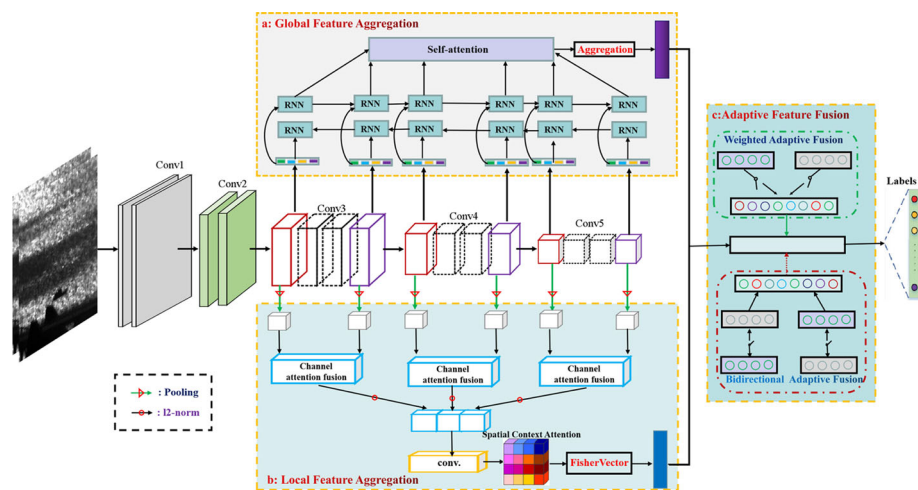 a: Global Feature Aggregation
Self-attention
Aggregation
RNN
RNN
RNN
RNN
RNN
RNN
RNN
RNN
RNN
RNN
RNN
RNN
Conv1
Conv2
Conv3
Conv4
Conv5
c:Adaptive Feature Fusion
Weighted Adaptive Fusion
Labels
Bidirectional
Adaptive Fusion
Channel
attention fusion
Channel
attention fusion
Channel
attention fusion
: Pooling
: l2-norm
Spatial Context Attention
conv.
FisherVector
b: Local Feature Aggregation